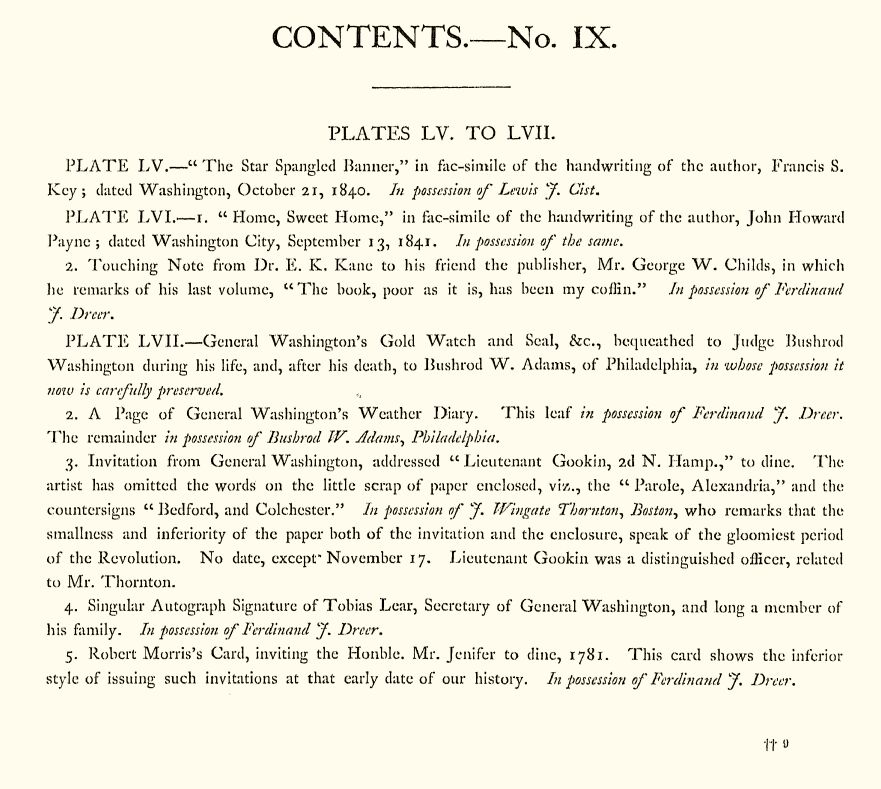 CONTENTS.—No. IX.
PLATES LV. TO LVII.
PLATE LV.—“ The Star Spangled Banner,” in fac-simile of the handwriting of the author, Francis S.
Key ; dated Washington, October 21, 1840. In possession of Lewis J. Cist.
PLATE LVI.—1. “ Home, Sweet Home,” in fac-simile of the handwriting of the author, John Howard
Payne ; dated Washington City, September 13, 1841. In possession of the same.
2. Touching Note from Dr. E. K. Kane to his friend the publisher, Mr. George W. Childs, in which
he remarks of his last volume, “The book, poor as it is, has been my coffin.” In possession of Ferdinand
J. Dreer.
PLATE LVII.—General Washington’s Gold Watch and Seal, &c., bequeathed to Judge Bushrod
Washington during his life, and, after his death, to Bushrod W. Adams, of Philadelphia, in whose possession it
now is carefully preserved.
2. A Page of General Washington’s Weather Diary. This leaf in possession of Ferdinand J. Dreer.
The remainder in possession of Bushrod W. Adams, Philadelphia.
3. Invitation from General Washington, addressed “Lieutenant Gookin, 2d N. Hamp.,” to dine. The
artist has omitted the words on the little scrap of paper enclosed, viz., the “Parole, Alexandria,” and the
countersigns “Bedford, and Colchester.” In possession of J. Wingate Thornton, Boston, who remarks that the
smallness and inferiority of the paper both of the invitation and the enclosure, speak of the gloomiest period
of the Revolution. No date, except November 17. Lieutenant Gookin was a distinguished officer, related
to Mr. Thornton.
4. Singular Autograph Signature of Tobias Lear, Secretary of General Washington, and long a member of
his family. In possession of Ferdinand J. Dreer.
5. Robert Morris’s Card, inviting the Honble. Mr. Jenifer to dine, 1781. This card shows the inferior
style of issuing such invitations at that early date of our history. In possession of Ferdinand J. Dreer.
†† 9